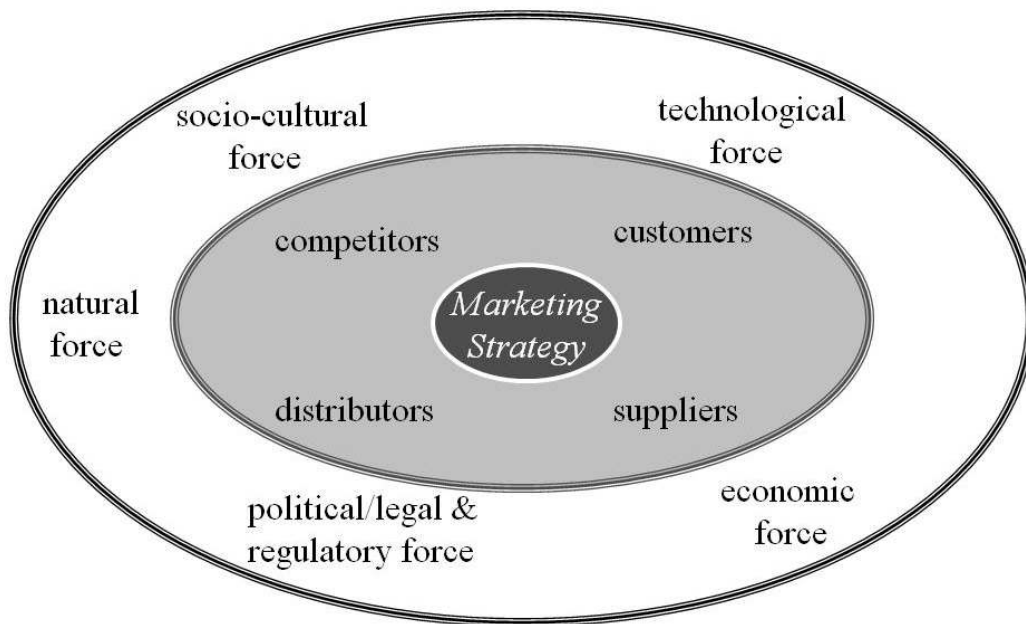 socio-cultural
force
technological
force
competitors
customers
natural
force
Marketing
Strategy
distributors
suppliers
political/legal &
regulatory force
economic
force